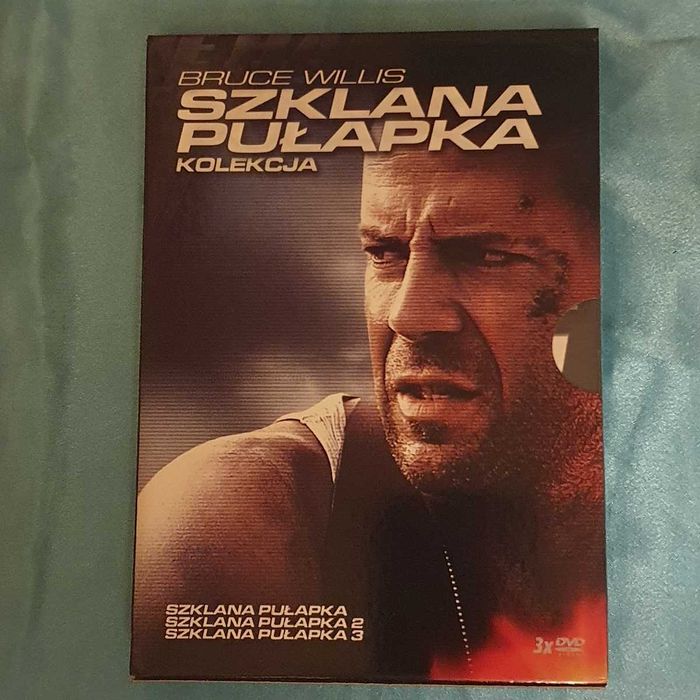 BRUCE WILLIS
SZKLANA
PUŁAPKA
KOLEKCJA
SZKLANA PUŁAPKA
SZKLANA PUŁAPKA 2
SZKLANA PUŁAPKA 3
3x DVD